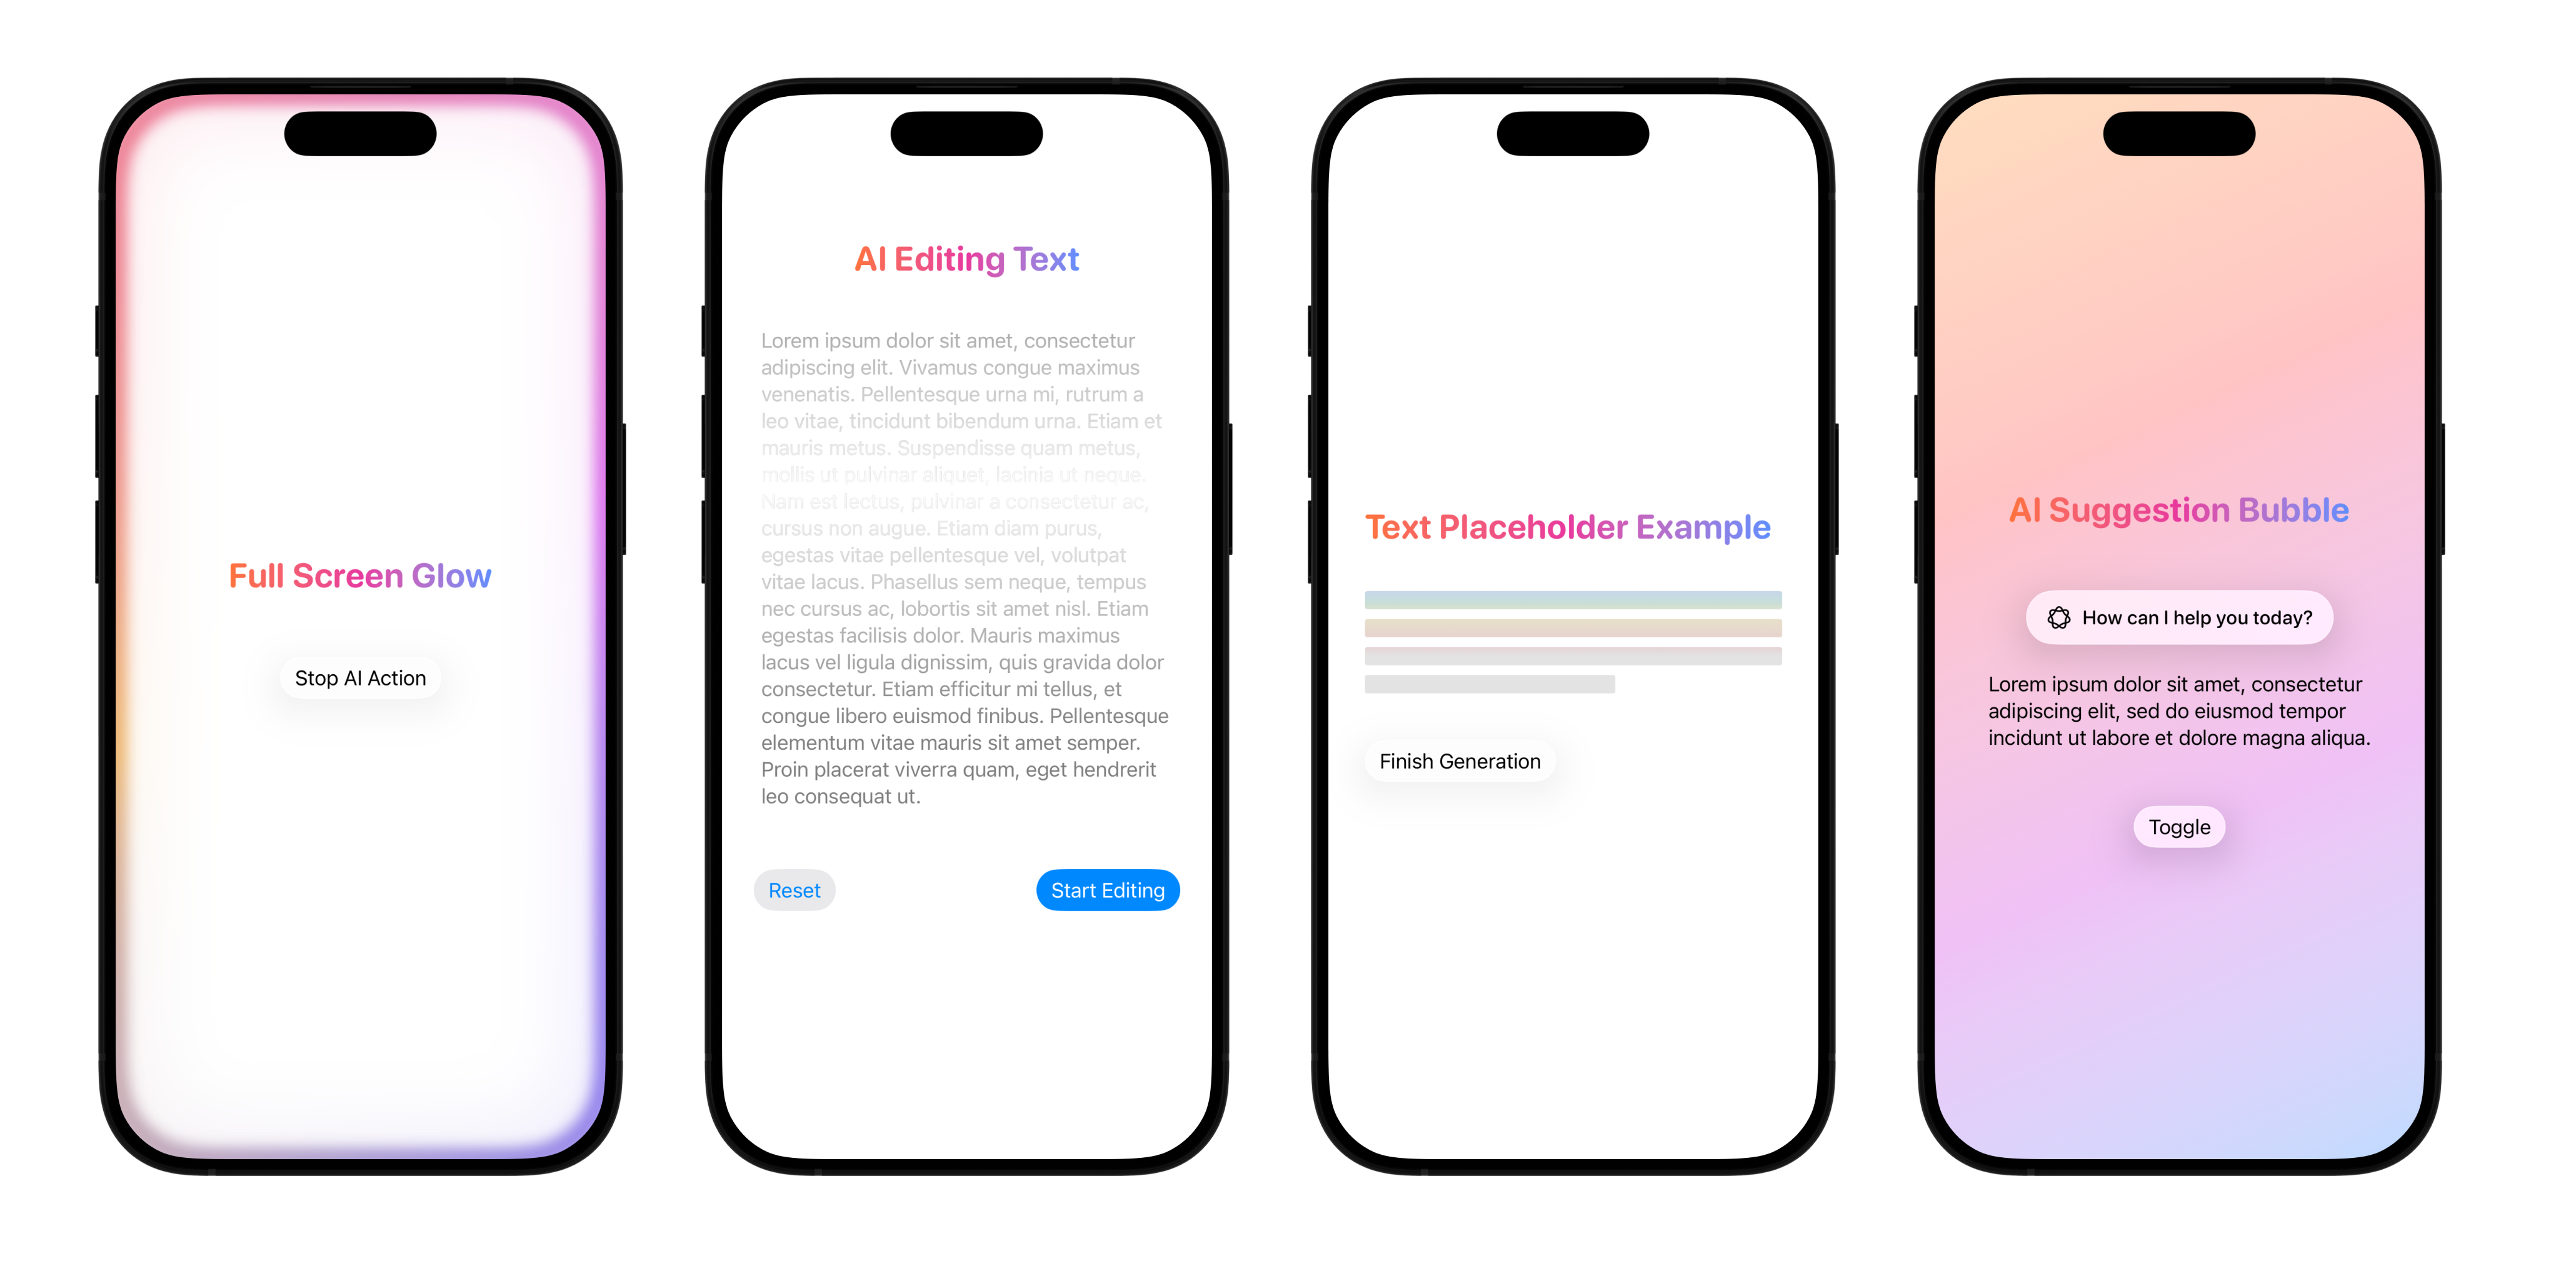 Full Screen Glow
Stop AI Action
AI Editing Text
Lorem ipsum dolor sit amet, consectetur
adipiscing elit. Vivamus congue maximus
venenatis. Pellentesque urna mi, rutrum a
leo vitae, tincidunt bibendum urna. Etiam et
mauris metus. Suspendisse quam metus,
mollis ut pulvinar aliquet, lacinia ut neque.
Nam est lectus, pulvinar a consectetur ac,
cursus non augue. Etiam diam purus,
egestas vitae pellentesque vel, volutpat
vitae lacus. Phasellus sem neque, tempus
nec cursus ac, lobortis sit amet nisl. Etiam
egestas facilisis dolor. Mauris maximus
lacus vel ligula dignissim, quis gravida dolor
consectetur. Etiam efficitur mi tellus, et
congue libero euismod finibus. Pellentesque
elementum vitae mauris sit amet semper.
Proin placerat viverra quam, eget hendrerit
leo consequat ut.
Reset
Start Editing
Text Placeholder Example
Finish Generation
AI Suggestion Bubble
How can I help you today?
Lorem ipsum dolor sit amet, consectetur
adipiscing elit, sed do eiusmod tempor
incidunt ut labore et dolore magna aliqua.
Toggle